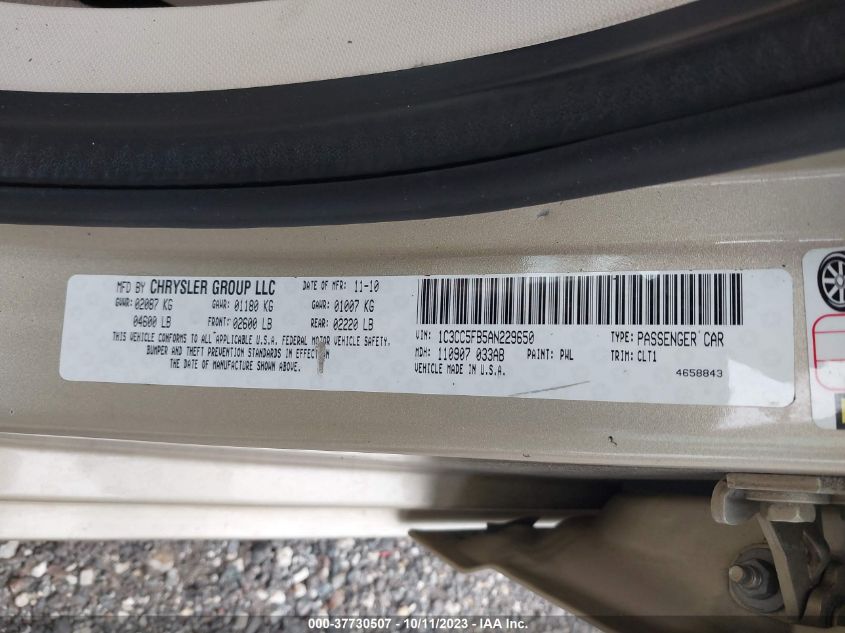 MFD BY CHRYSLER GROUP LLC DATE OF MFR: 11-10
GVWR: 02087 KG GAWR: 01180 KG GAWR: 01007 KG
04600 LB FRONT: 02600 LB REAR: 02220 LB
THIS VEHICLE CONFORMS TO ALL APPLICABLE U.S.A. FEDERAL MOTOR VEHICLE SAFETY,
BUMPER AND THEFT PREVENTION STANDARDS IN EFFECT ON
THE DATE OF MANUFACTURE SHOWN ABOVE.
VIN: 1C3CC5FB5AN229650 TYPE: PASSENGER CAR
MDH: 110907 033AB PAINT: PWL TRIM: CLT1
VEHICLE MADE IN U.S.A.
4658843
000-37730507 - 10/11/2023 - IAA Inc.